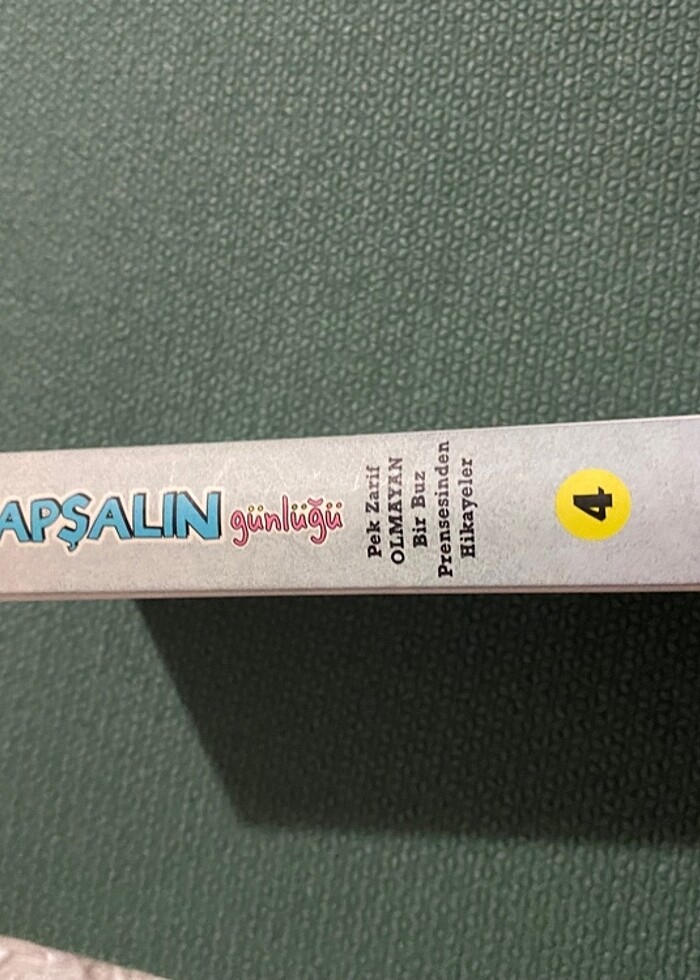 APŞALIN günlüğü
Pek Zarif
OLMAYAN
Bir Buz
Prensesinden
Hikayeler
4